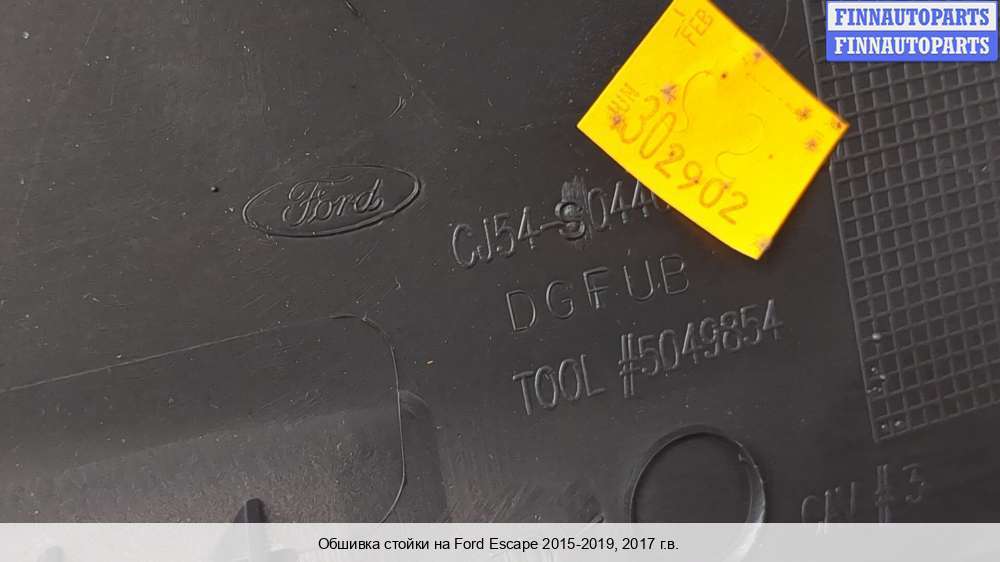 FINNAUTOPARTS
FINNAUTOPARTS
FEB
JUN
302902
Ford
CJ54-S0440
DGFUB
TOOL #5049854
CAV #3
Обшивка стойки на Ford Escape 2015-2019, 2017 г.в.